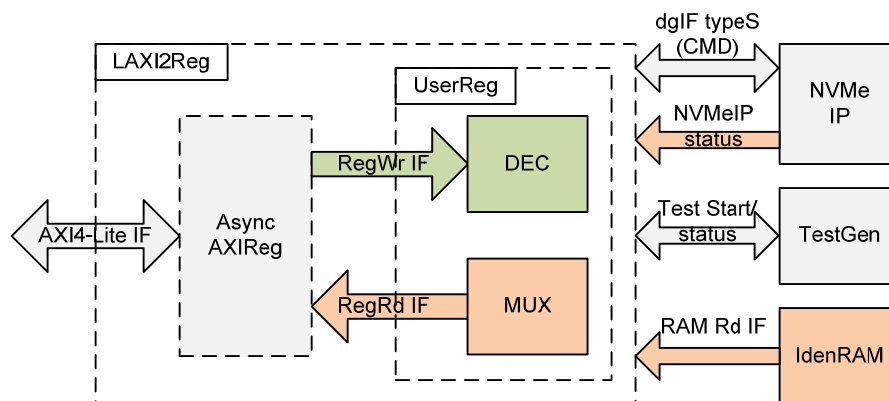 LAXI2Reg
UserReg
AXI4-Lite IF
Async
AXIReg
RegWr IF
DEC
RegRd IF
MUX
dgIF typeS
(CMD)
NVMeIP
status
NVMe
IP
Test Start/
status
TestGen
RAM Rd IF
IdenRAM